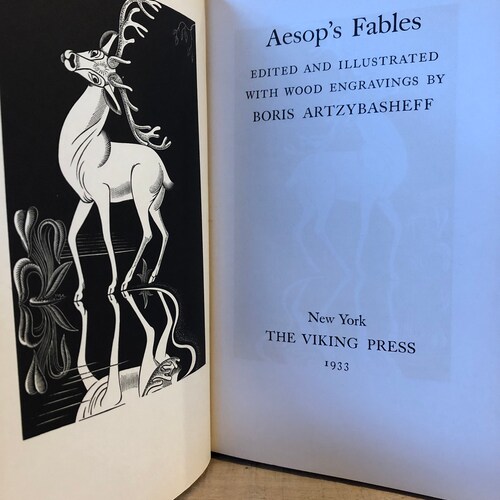 Aesop's Fables
EDITED AND ILLUSTRATED
WITH WOOD ENGRAVINGS BY
BORIS ARTZYBASHEFF
New York
THE VIKING PRESS
1933